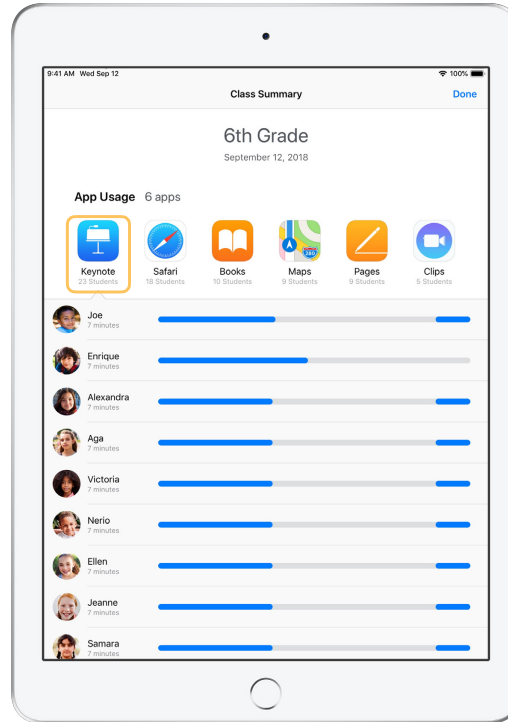 9:41 AM Wed Sep 12 100%
Class Summary Done
6th Grade
September 12, 2018
App Usage 6 apps
280
Keynote Safari Books Maps Pages Clips
23 Students 18 Students 10 Students 9 Students 9 Students 5 Students
Joe
7 minutes
Enrique
7 minutes
Alexandra
7 minutes
Aga
7 minutes
Victoria
7 minutes
Nerio
7 minutes
Ellen
7 minutes
Jeanne
7 minutes
Samara
7 minutes